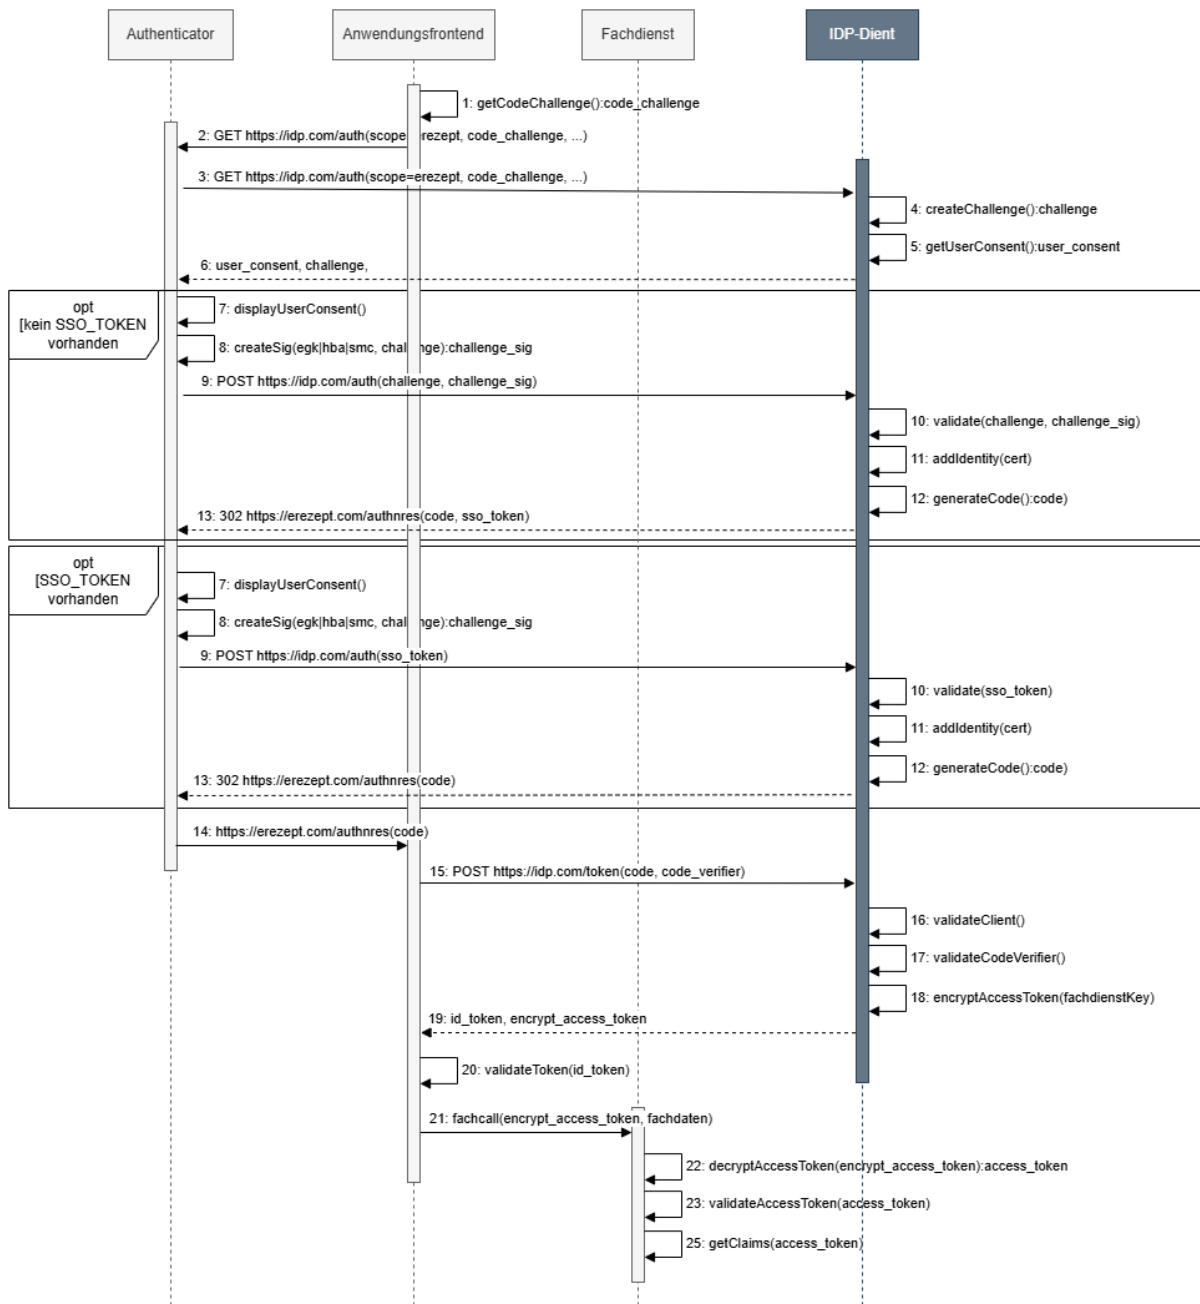 Authenticator
Anwendungsfrontend
Fachdienst
IDP-Dient
1: getCodeChallenge():code_challenge
2: GET https://idp.com/auth(scope=erezept, code_challenge, ...)
3: GET https://idp.com/auth(scope=erezept, code_challenge, ...)
4: createChallenge():challenge
5: getUserConsent():user_consent
6: user_consent, challenge,
opt
[kein SSO_TOKEN
vorhanden
7: displayUserConsent()
8: createSig(egk|hba|smc, challenge):challenge_sig
9: POST https://idp.com/auth(challenge, challenge_sig)
10: validate(challenge, challenge_sig)
11: addIdentity(cert)
12: generateCode():code)
13: 302 https://erezept.com/authnres(code, sso_token)
opt
[SSO_TOKEN
vorhanden
7: displayUserConsent()
8: createSig(egk|hba|smc, challenge):challenge_sig
9: POST https://idp.com/auth(sso_token)
10: validate(sso_token)
11: addIdentity(cert)
12: generateCode():code)
13: 302 https://erezept.com/authnres(code)
14: https://erezept.com/authnres(code)
15: POST https://idp.com/token(code, code_verifier)
16: validateClient()
17: validateCodeVerifier()
18: encryptAccessToken(fachdienstKey)
19: id_token, encrypt_access_token
20: validateToken(id_token)
21: fachcall(encrypt_access_token, fachdaten)
22: decryptAccessToken(encrypt_access_token):access_token
23: validateAccessToken(access_token)
25: getClaims(access_token)